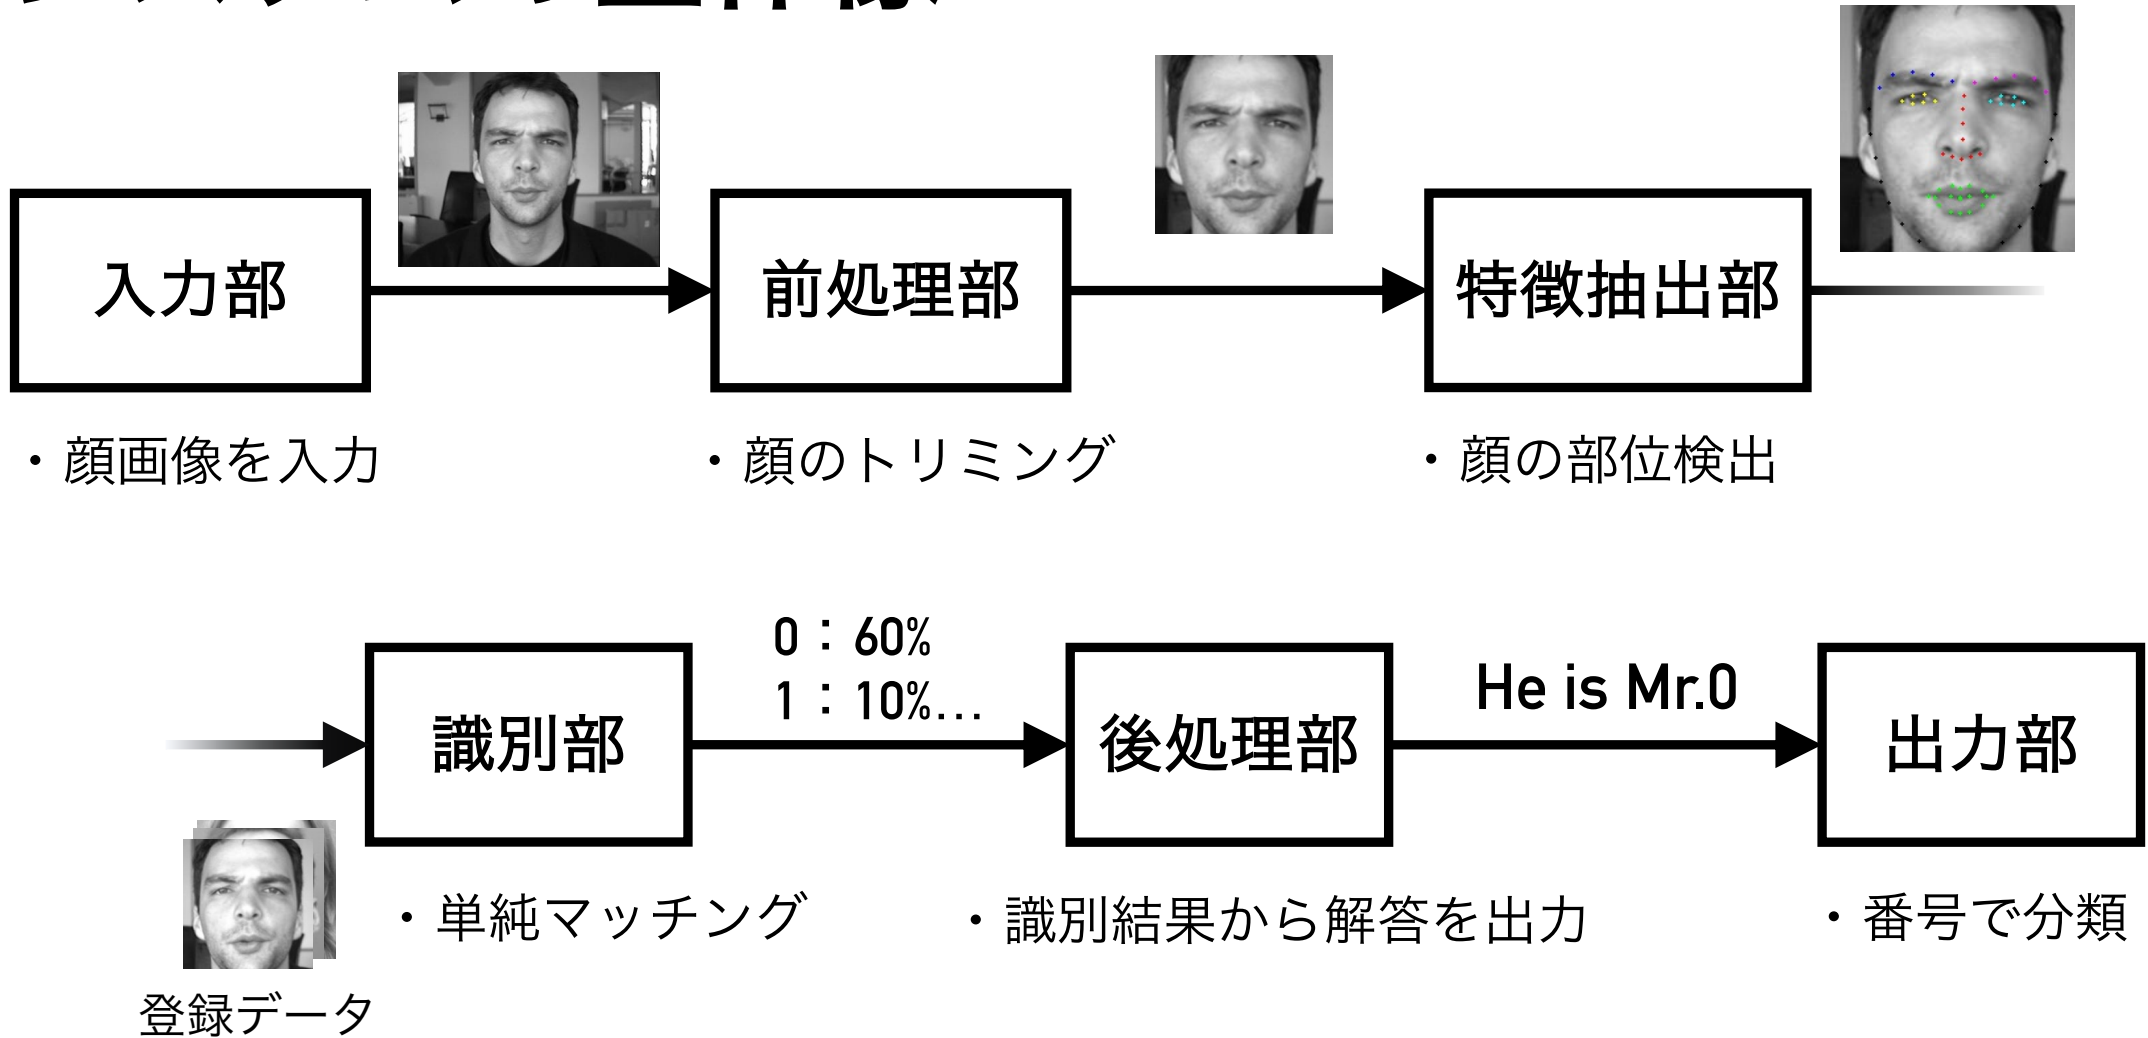 入力部
前処理部
特徴抽出部
・顔画像を入力
・顔のトリミング
・顔の部位検出
0：60%
1：10%...
He is Mr.0
識別部
後処理部
出力部
・単純マッチング
・識別結果から解答を出力
・番号で分類
登録データ